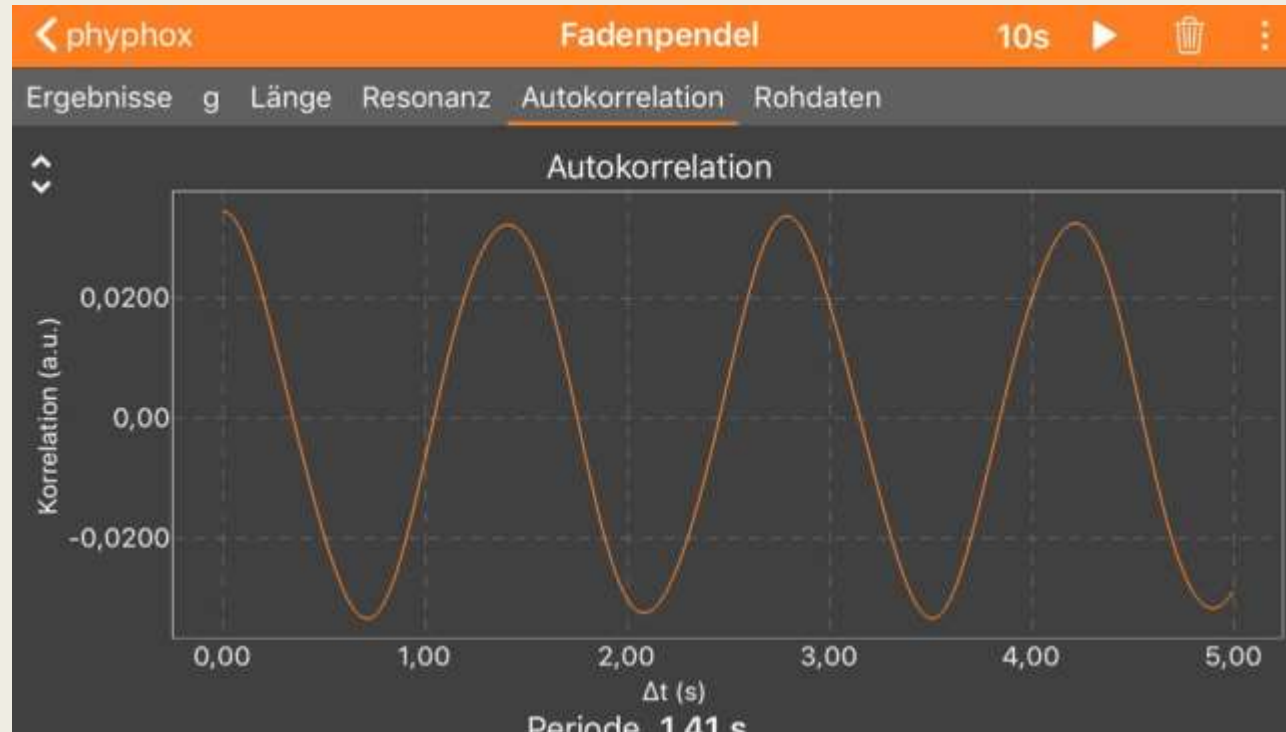 phyphox Fadenpendel 10s
Ergebnisse g Länge Resonanz Autokorrelation Rohdaten
Autokorrelation
0,0200
0,00
-0,0200
Korrelation (a.u.)
0,00 1,00 2,00 3,00 4,00 5,00
Δt (s)
Periode 1,41 s